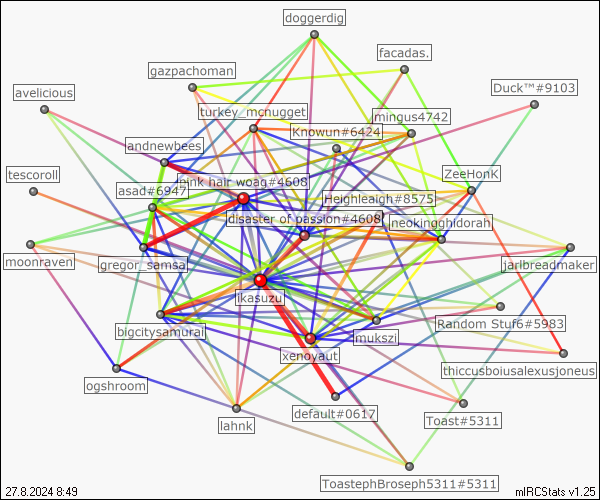 doggerdig
facadas.
gazpachoman
Duck™#9103
avelicious
turkey_mcnugget
mingus4742
Knowun#6424
andnewbees
ZeeHonK
tescoroll
pink hair woag#4608
asad#6947
Heighleaigh#8575
disaster of passion#4608
neokingghidorah
moonraven
gregor_samsa
jarlbreadmaker
ikasuzu
Random Stuf6#5983
bigcitysamurai
mukszi
xenoyaut
thiccusboiusalexusjoneus
ogshroom
default#0617
Toast#5311
lahnk
ToastephBroseph5311#5311
27.8.2024 8:49
mIRCStats v1.25